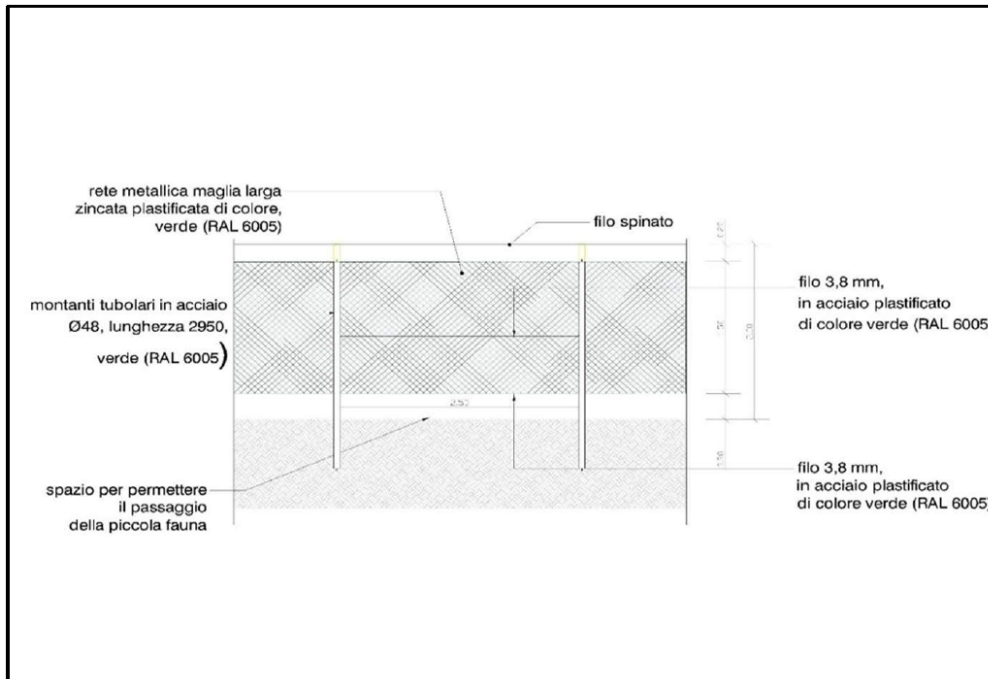 rete metallica maglia larga
zincata plastificata di colore,
verde (RAL 6005)
filo spinato
montanti tubolari in acciaio
Ø48, lunghezza 2950,
verde (RAL 6005)
filo 3,8 mm,
in acciaio plastificato
di colore verde (RAL 6005
2.50
spazio per permettere
il passaggio
della piccola fauna
filo 3,8 mm,
in acciaio plastificato
di colore verde (RAL 6005)